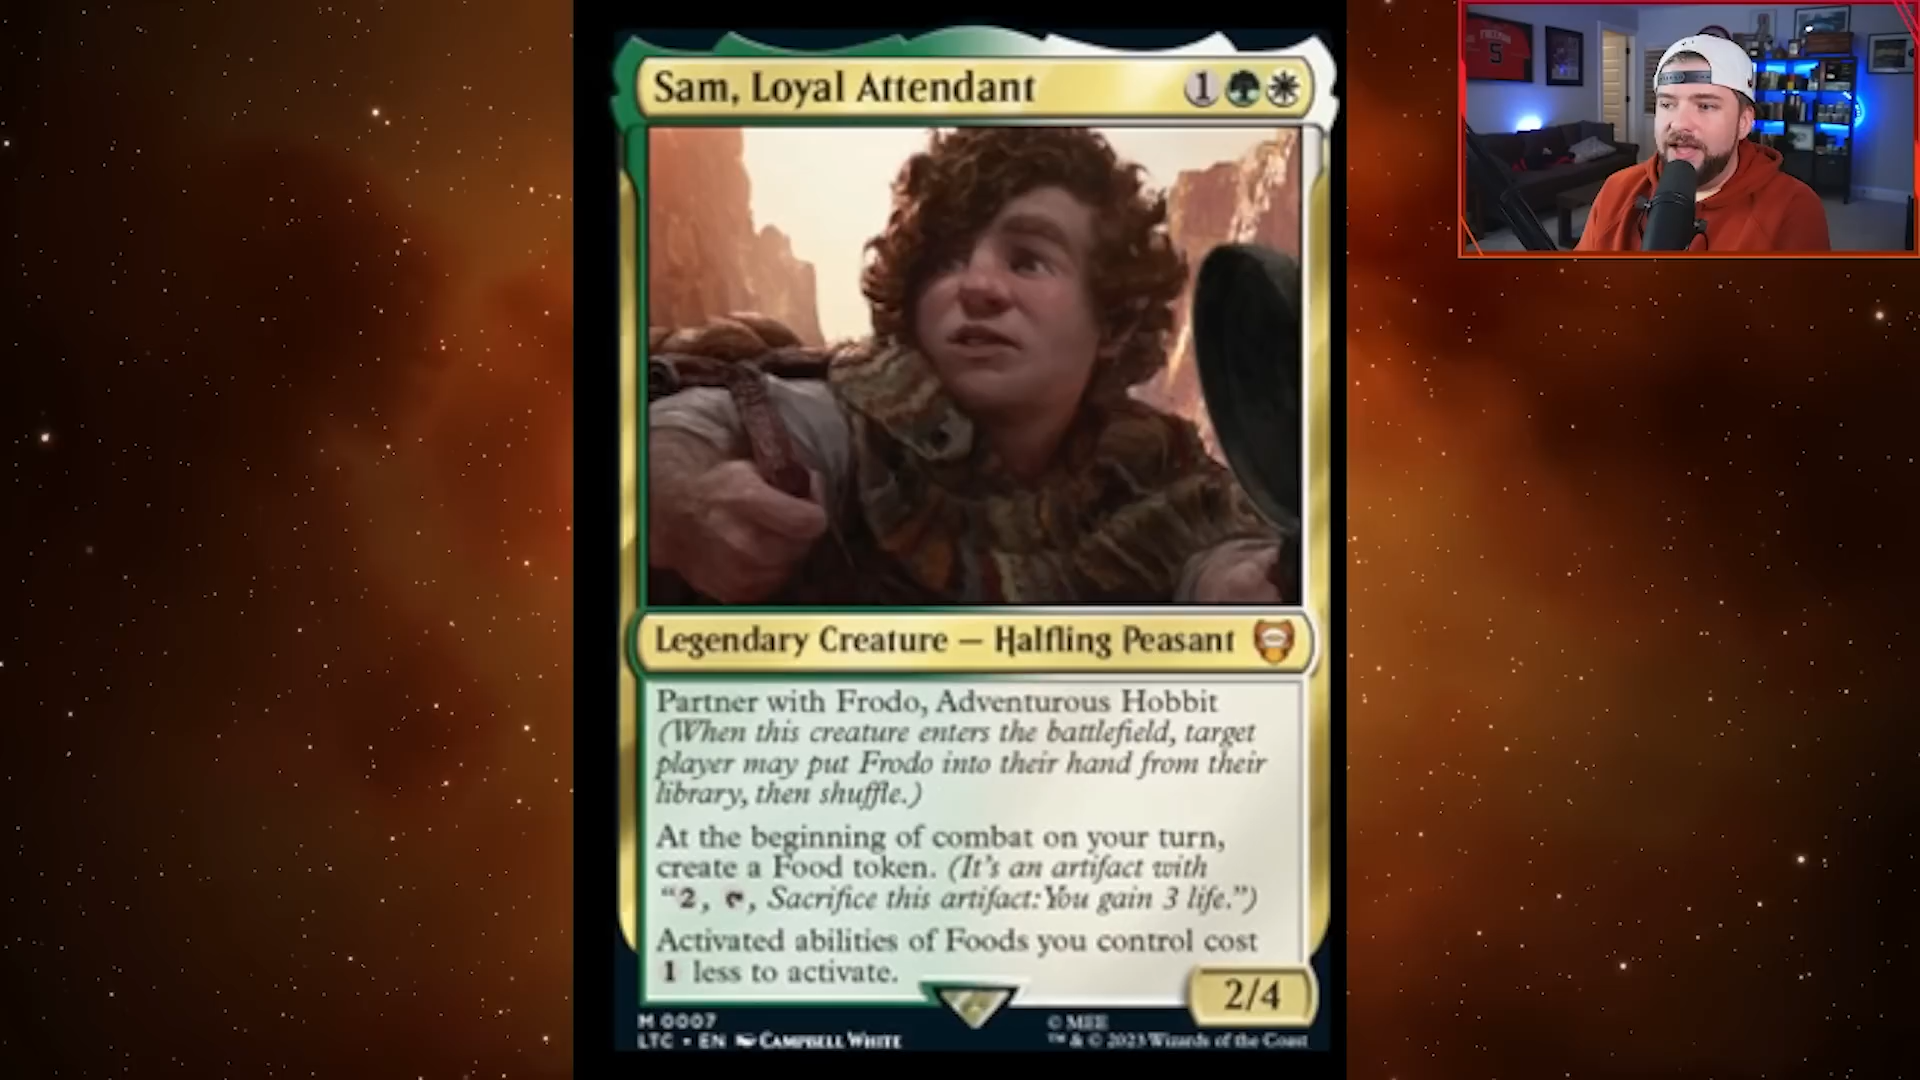 Sam, Loyal Attendant 1
FREEMAN
5
Legendary Creature — Halfling Peasant
Partner with Frodo, Adventurous Hobbit
(When this creature enters the battlefield, target
player may put Frodo into their hand from their
library, then shuffle.)
At the beginning of combat on your turn,
create a Food token. (It's an artifact with
"2, , Sacrifice this artifact: You gain 3 life.")
Activated abilities of Foods you control cost
1 less to activate.
2/4
M 0007
LTC • EN CAMPBELL WHITE
© MEE
™ & © 2023 Wizards of the Coast